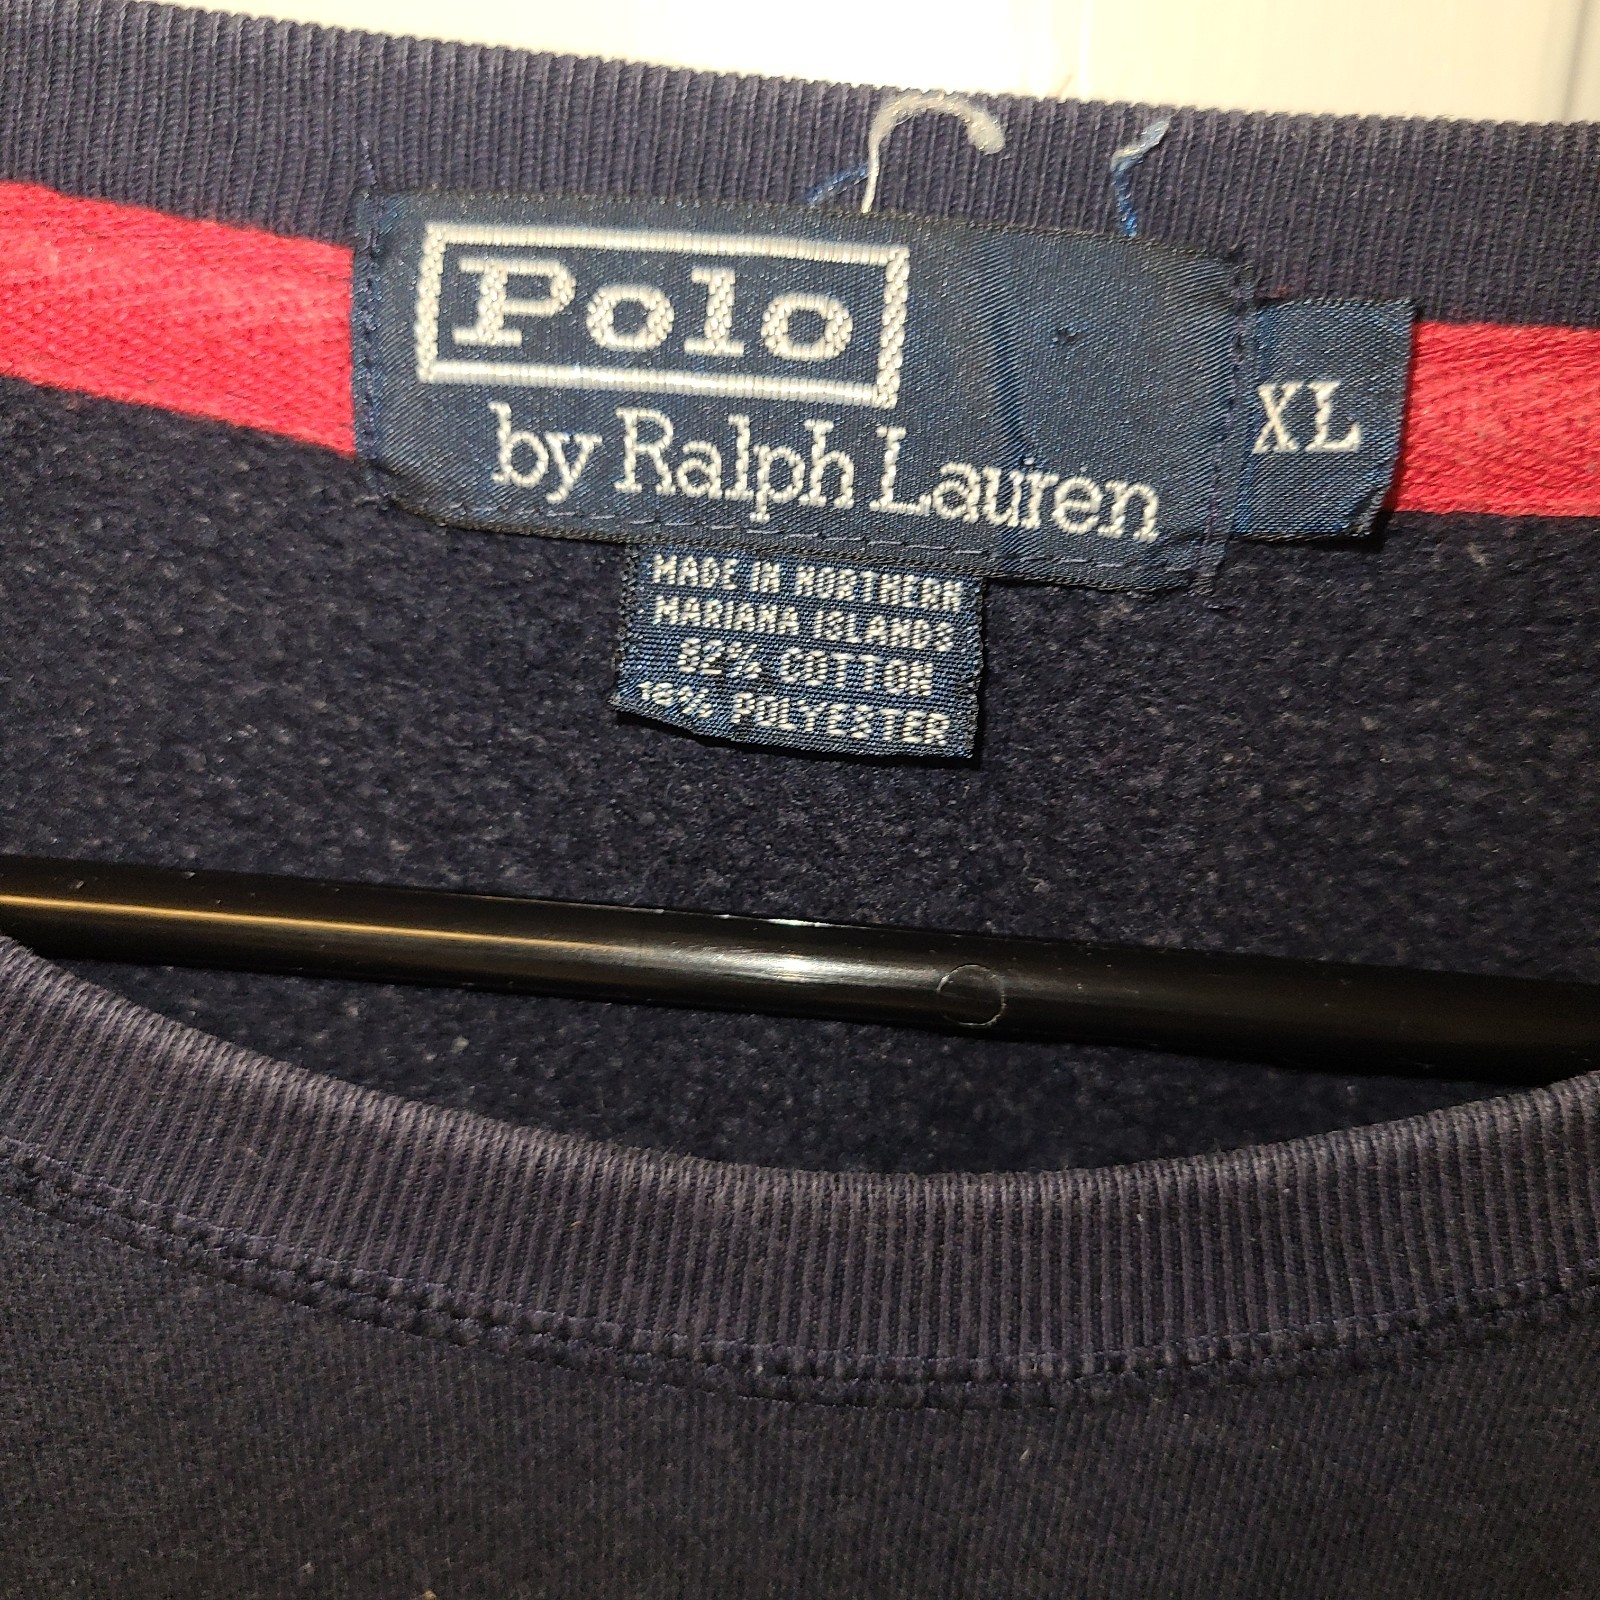 Polo
by Ralph Lauren
XL
MADE IN NORTHERN
MARIANA ISLANDS
82% COTTON
18% POLYESTER